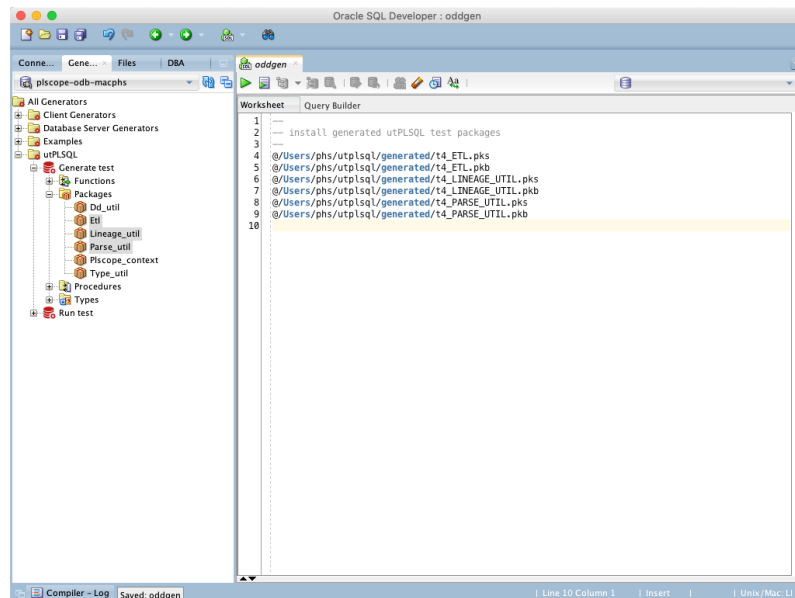 Oracle SQL Developer : oddgen
Conne...
Gene...
Files
DBA
plscope-odb-macphs
All Generators
Client Generators
Database Server Generators
Examples
utPLSQL
Generate test
Functions
Packages
Dd_util
Etl
Lineage_util
Parse_util
Plscope_context
Type_util
Procedures
Types
Run test
oddgen
Aa
Worksheet
Query Builder
1 --
2 -- install generated utPLSQL test packages
3 --
4 @/Users/phs/utplsql/generated/t4_ETL.pks
5 @/Users/phs/utplsql/generated/t4_ETL.pkb
6 @/Users/phs/utplsql/generated/t4_LINEAGE_UTIL.pks
7 @/Users/phs/utplsql/generated/t4_LINEAGE_UTIL.pkb
8 @/Users/phs/utplsql/generated/t4_PARSE_UTIL.pks
9 @/Users/phs/utplsql/generated/t4_PARSE_UTIL.pkb
10
Compiler - Log
Saved: oddgen
Line 10 Column 1
Insert
Unix/Mac: LI